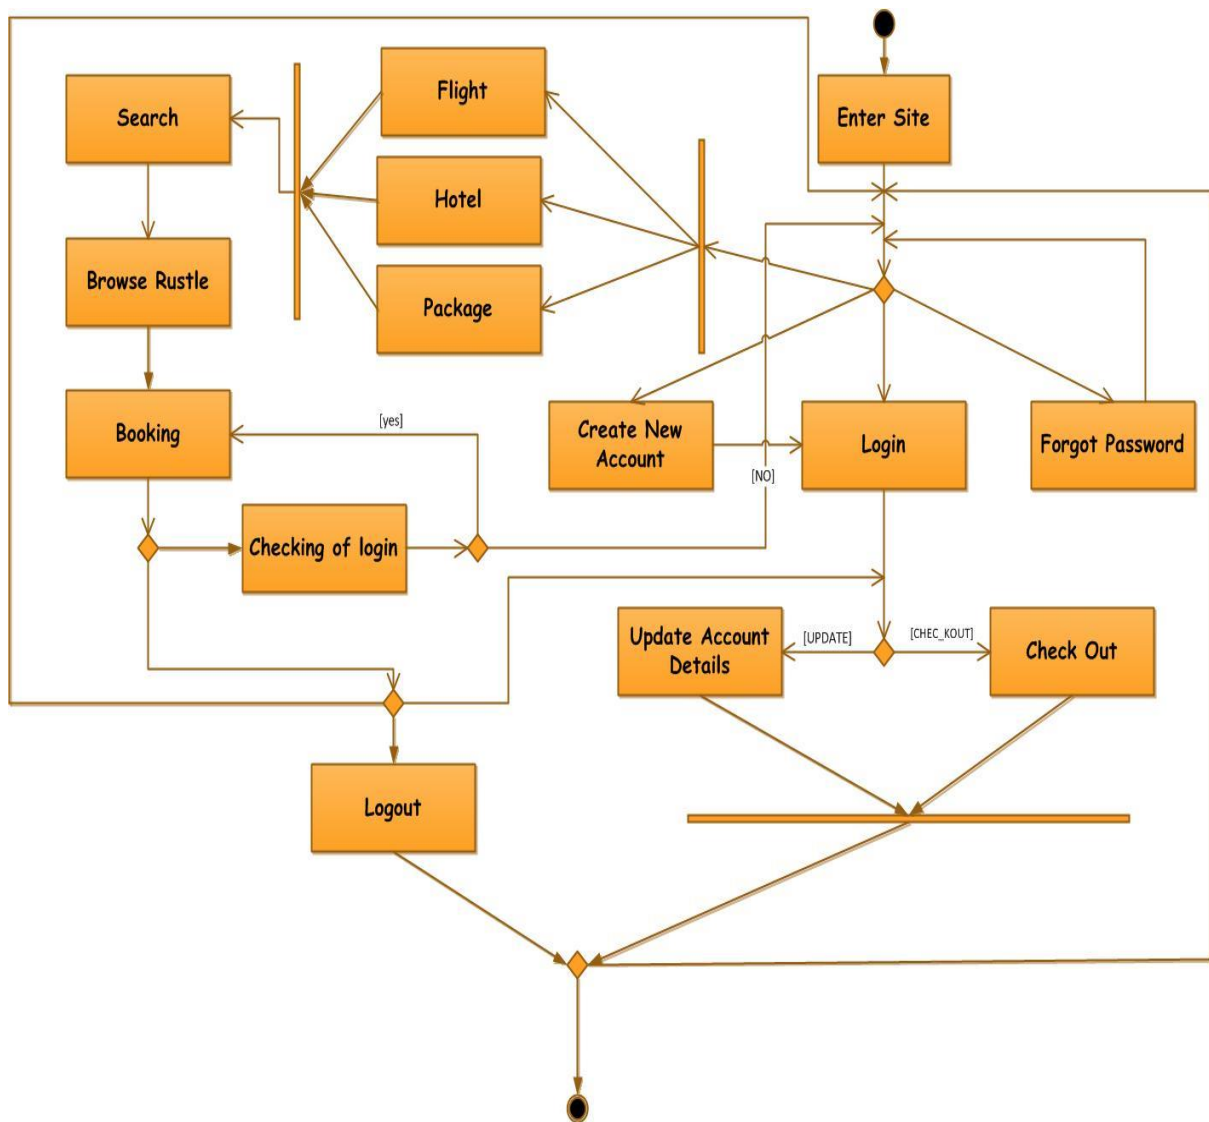 Flight
Search
Enter Site
Hotel
Browse Rustle
Package
[yes]
Booking
Create New
Account
Login
Forgot Password
[NO]
Checking of login
Update Account
Details
[UPDATE]
[CHEC_KOUT]
Check Out
Logout